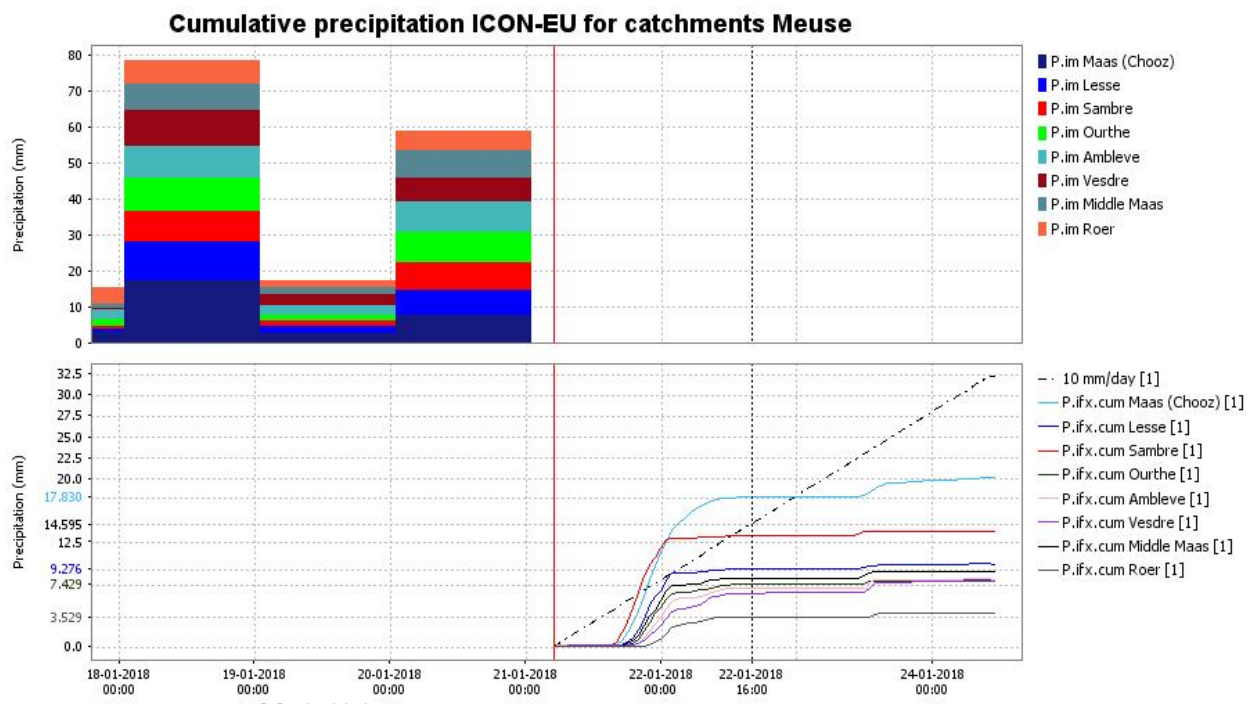 Cumulative precipitation ICON-EU for catchments Meuse
Precipitation (mm)
80
70
60
50
40
30
20
10
0
P.im Maas (Chooz)
P.im Lesse
P.im Sambre
P.im Ourthe
P.im Ambleve
P.im Vesdre
P.im Middle Maas
P.im Roer
Precipitation (mm)
32.5
30.0
27.5
25.0
22.5
20.0
17.830
14.595
12.5
9.276
7.429
3.529
0.0
10 mm/day [1]
P.ifx.cum Maas (Chooz) [1]
P.ifx.cum Lesse [1]
P.ifx.cum Sambre [1]
P.ifx.cum Ourthe [1]
P.ifx.cum Ambleve [1]
P.ifx.cum Vesdre [1]
P.ifx.cum Middle Maas [1]
P.ifx.cum Roer [1]
18-01-2018 19-01-2018 20-01-2018 21-01-2018 22-01-2018 22-01-2018 24-01-2018
00:00 00:00 00:00 00:00 00:00 16:00 00:00